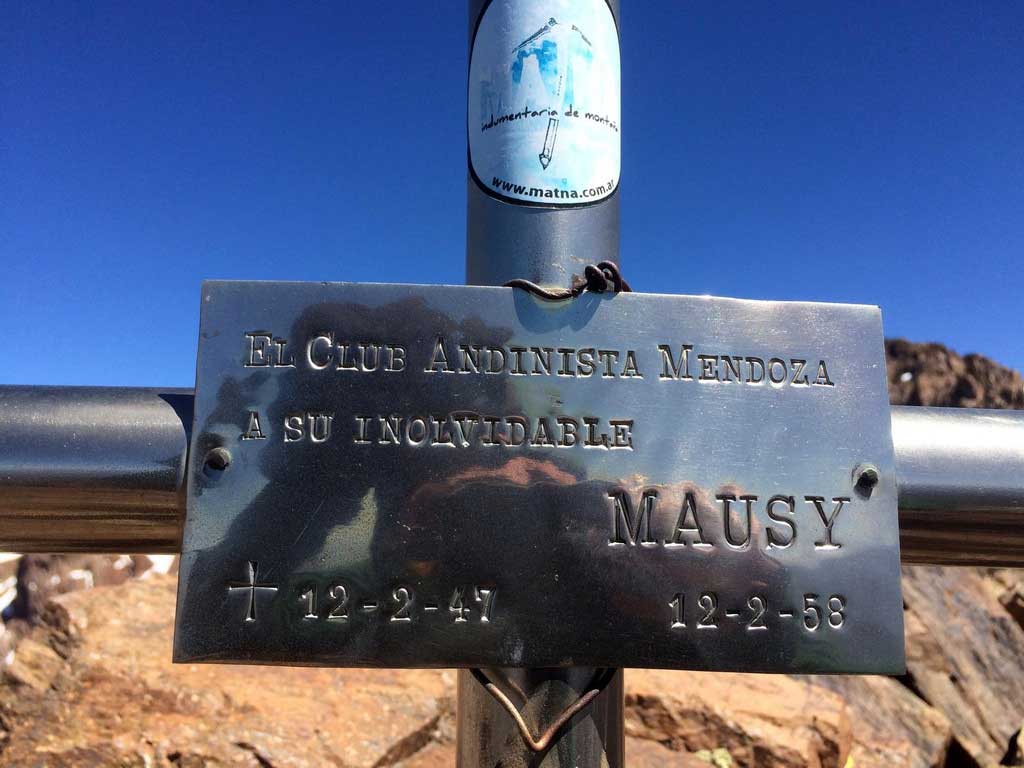 indumentaria de montaña
www.matna.com.ar
El Club Andinista Mendoza
a su inolvidable
MAUSY
12-2-47 12-2-58